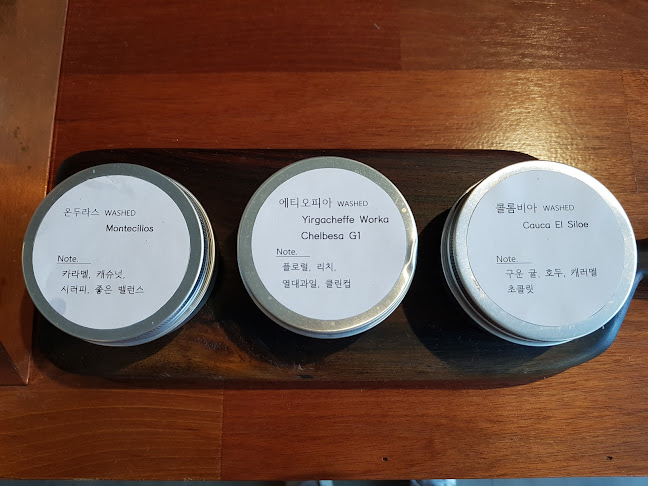 온두라스 WASHED
Montecillos
Note.
카라멜, 캐슈넛,
시러피, 좋은 밸런스
에티오피아 WASHED
Yirgacheffe Worka
Chelbesa G1
Note.
플로럴, 리치,
열대과일, 클린컵
콜롬비아 WASHED
Cauca El Siloe
Note.
구운 귤, 호두, 캐러멜
초콜릿